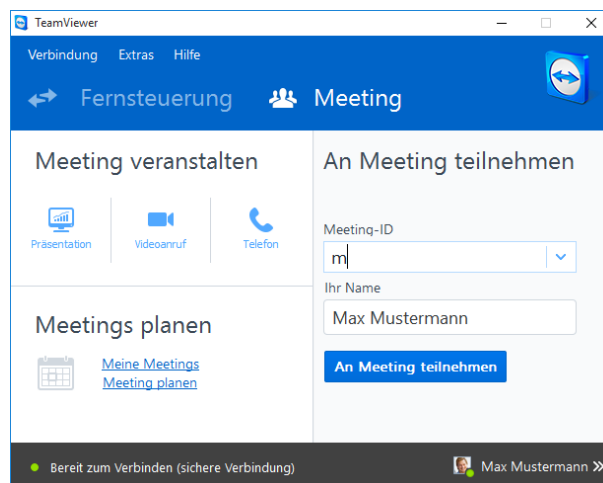 TeamViewer
Verbindung Extras Hilfe
Fernsteuerung Meeting
Meeting veranstalten
Präsentation Videoanruf Telefon
Meetings planen
Meine Meetings
Meeting planen
An Meeting teilnehmen
Meeting-ID
m
Ihr Name
Max Mustermann
An Meeting teilnehmen
Bereit zum Verbinden (sichere Verbindung)
Max Mustermann